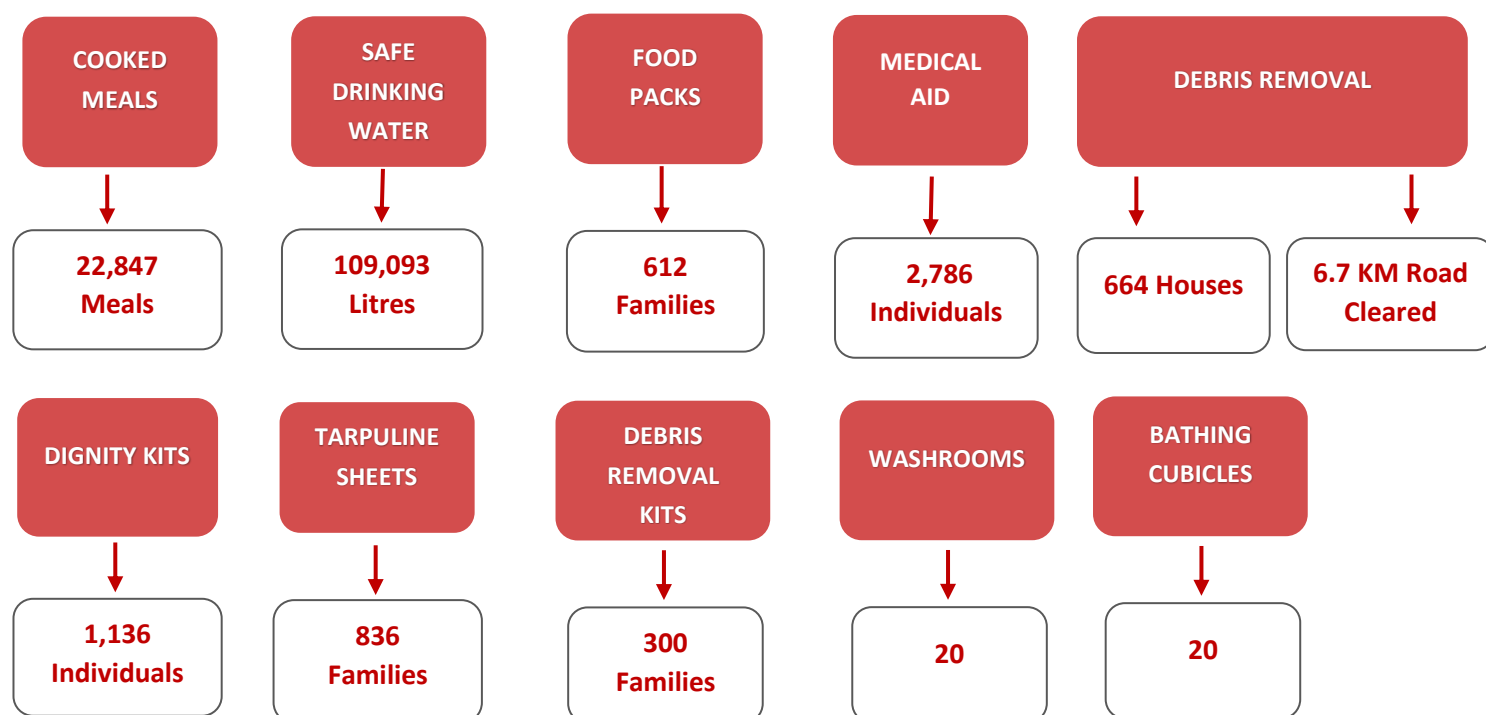 COOKED
MEALS
SAFE
DRINKING
WATER
FOOD
PACKS
MEDICAL
AID
DEBRIS REMOVAL
22,847
Meals
109,093
Litres
612
Families
2,786
Individuals
664 Houses
6.7 KM Road
Cleared
DIGNITY KITS
TARPULINE
SHEETS
DEBRIS
REMOVAL
KITS
WASHROOMS
BATHING
CUBICLES
1,136
Individuals
836
Families
300
Families
20
20